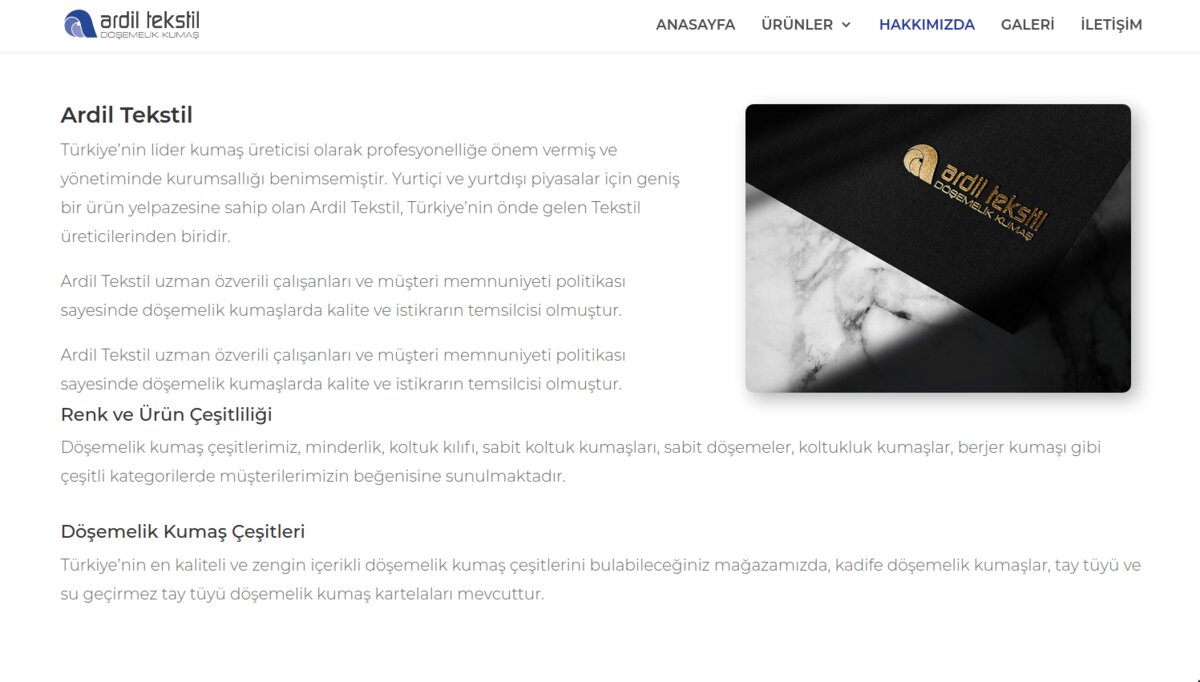 ardil tekstil
DÖŞEMELİK KUMAŞ
ANASAYFA
ÜRÜNLER
HAKKIMIZDA
GALERİ
İLETİŞİM
Ardil Tekstil
Türkiye’nin lider kumaş üreticisi olarak profesyonelliğe önem vermiş ve
yönetiminde kurumsallığı benimsemiştir. Yurtiçi ve yurtdışı piyasalar için geniş
bir ürün yelpazesine sahip olan Ardil Tekstil, Türkiye’nin önde gelen Tekstil
üreticilerinden biridir.
Ardil Tekstil uzman özverili çalışanları ve müşteri memnuniyeti politikası
sayesinde döşemelik kumaşlarda kalite ve istikrarın temsilcisi olmuştur.
Ardil Tekstil uzman özverili çalışanları ve müşteri memnuniyeti politikası
sayesinde döşemelik kumaşlarda kalite ve istikrarın temsilcisi olmuştur.
ardil tekstil
DÖŞEMELİK KUMAŞ
Renk ve Ürün Çeşitliliği
Döşemelik kumaş çeşitlerimiz, minderlik, koltuk kılıfı, sabit koltuk kumaşları, sabit döşemeler, koltukluk kumaşlar, berjer kumaşı gibi
çeşitli kategorilerde müşterilerimizin beğenisine sunulmaktadır.
Döşemelik Kumaş Çeşitleri
Türkiye’nin en kaliteli ve zengin içerikli döşemelik kumaş çeşitlerini bulabileceğiniz mağazamızda, kadife döşemelik kumaşlar, tay tüyü ve
su geçirmez tay tüyü döşemelik kumaş kartelaları mevcuttur.